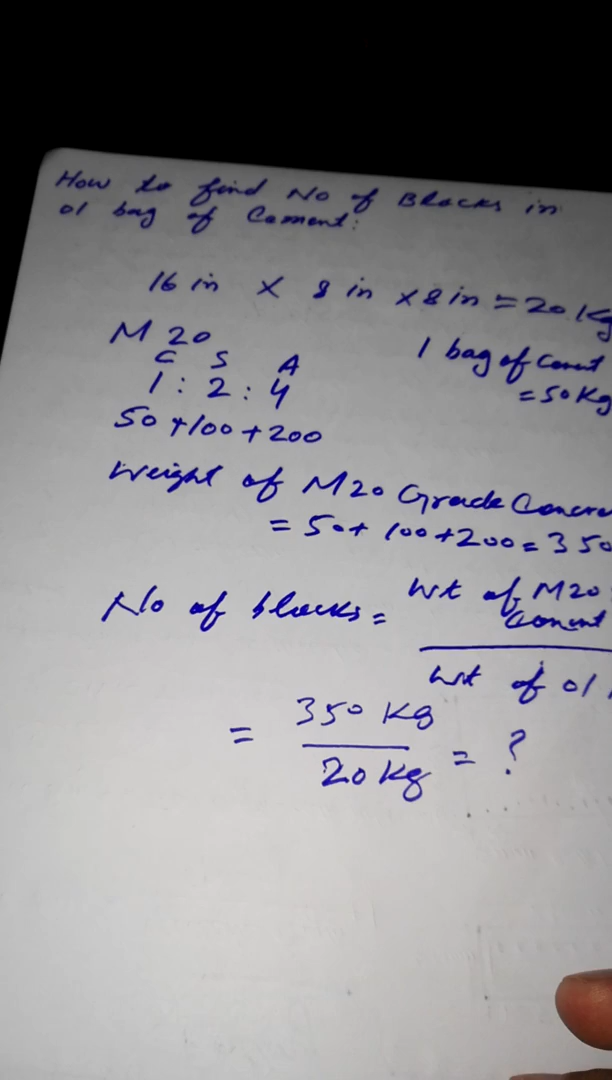 How to find No of Blocks in
01 bag of Cement:
16 in X 8 in x 8 in = 20 Kg
M 20
1 bag of Cement
C S A
= 50 Kg
1 : 2 : 4
50 + 100 + 200
Weight of M20 Grade Concre
= 50 + 100 + 200 = 350
No of blocks = Wt of M20
Cement
Wt of 01
= 350 Kg
20 Kg = ?